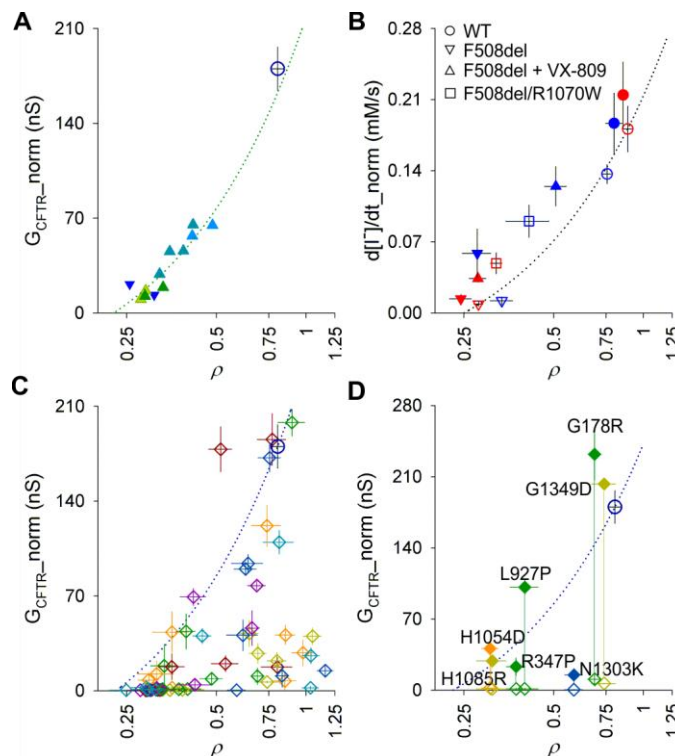 A
210
140
70
0
G_CFTR_norm (nS)
0.25
0.5
0.75
1
1.25
ρ
B
0.28
0.21
0.14
0.07
0.00
d[I⁻]/dt_norm (mM/s)
WT
F508del
F508del + VX-809
F508del/R1070W
0.25
0.5
0.75
1
1.25
ρ
C
210
140
70
0
G_CFTR_norm (nS)
0.25
0.5
0.75
1
1.25
ρ
D
280
210
140
70
0
G_CFTR_norm (nS)
G178R
G1349D
L927P
H1054D
R347P
N1303K
H1085R
0.25
0.5
0.75
1
1.25
ρ